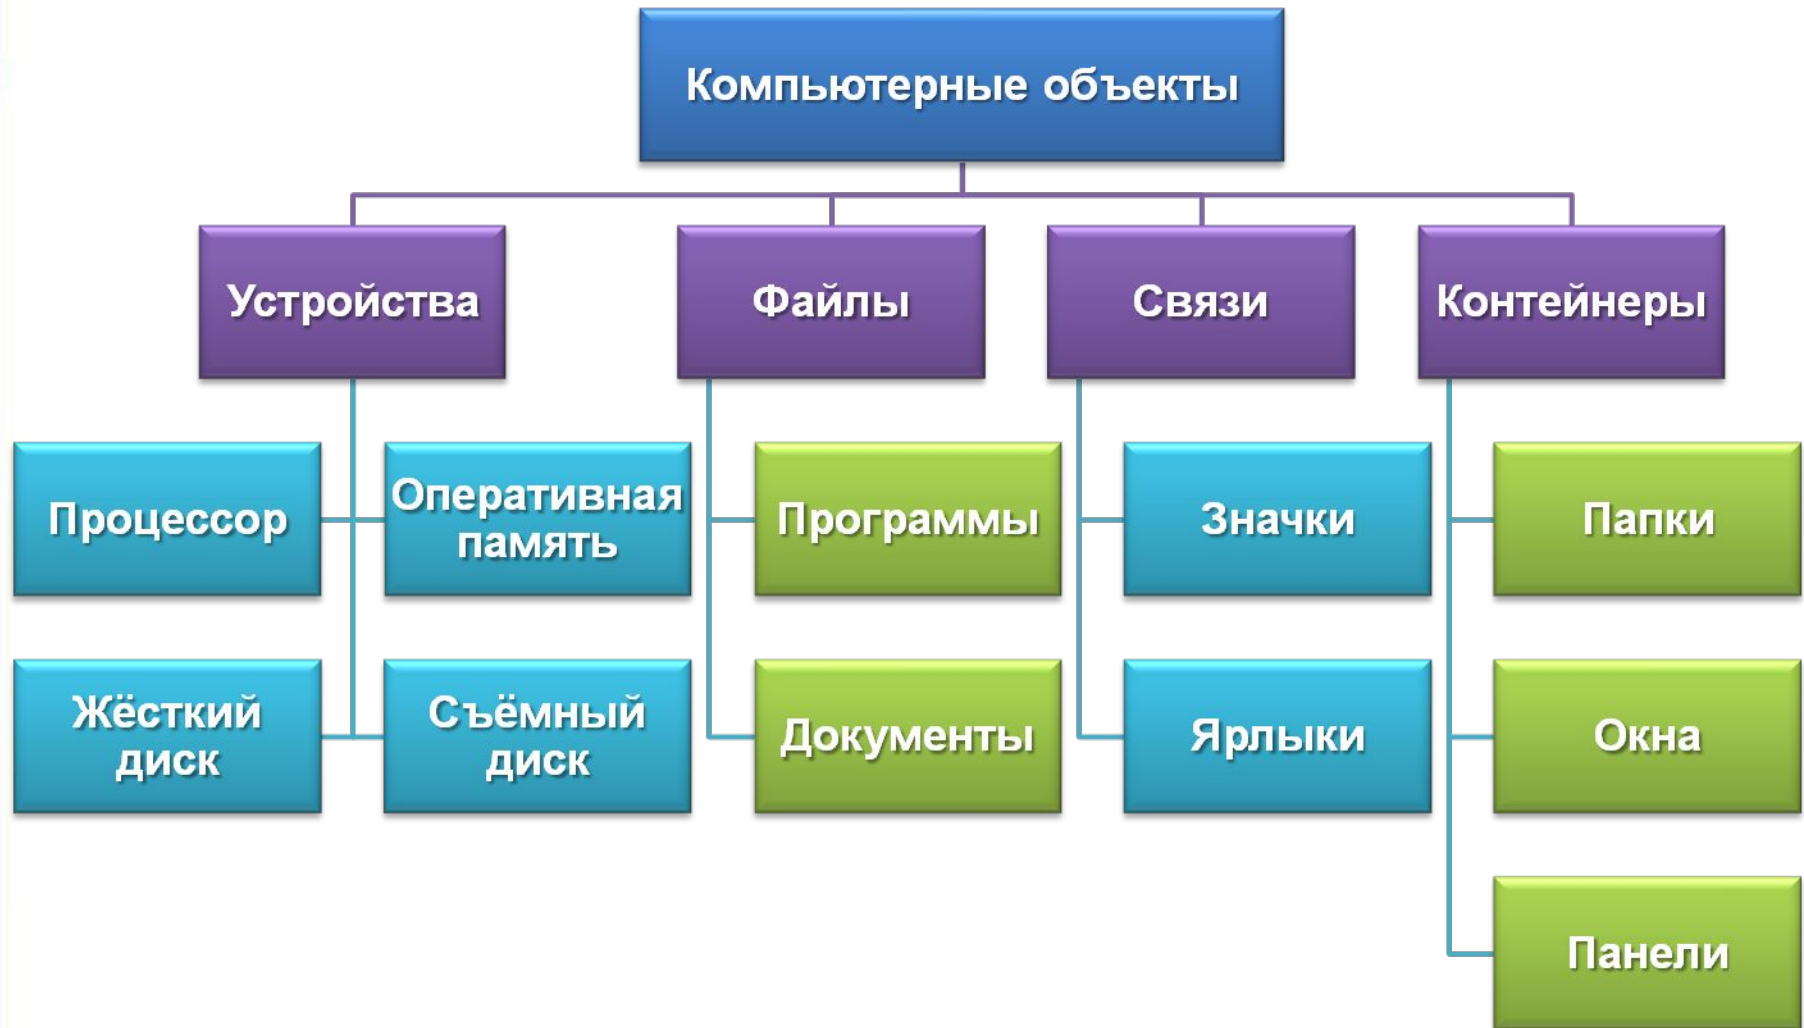 Компьютерные объекты
Устройства
Файлы
Связи
Контейнеры
Процессор
Оперативная
память
Программы
Значки
Папки
Жёсткий
диск
Съёмный
диск
Документы
Ярлыки
Окна
Панели